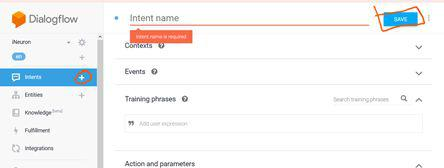 Dialogflow
Intent name
SAVE
Intent name is required
iNeuron
en
Contexts
Intents
Events
Entities
Training phrases
Search training phrases
Knowledge [beta]
Add user expression
Fulfillment
Integrations
Action and parameters